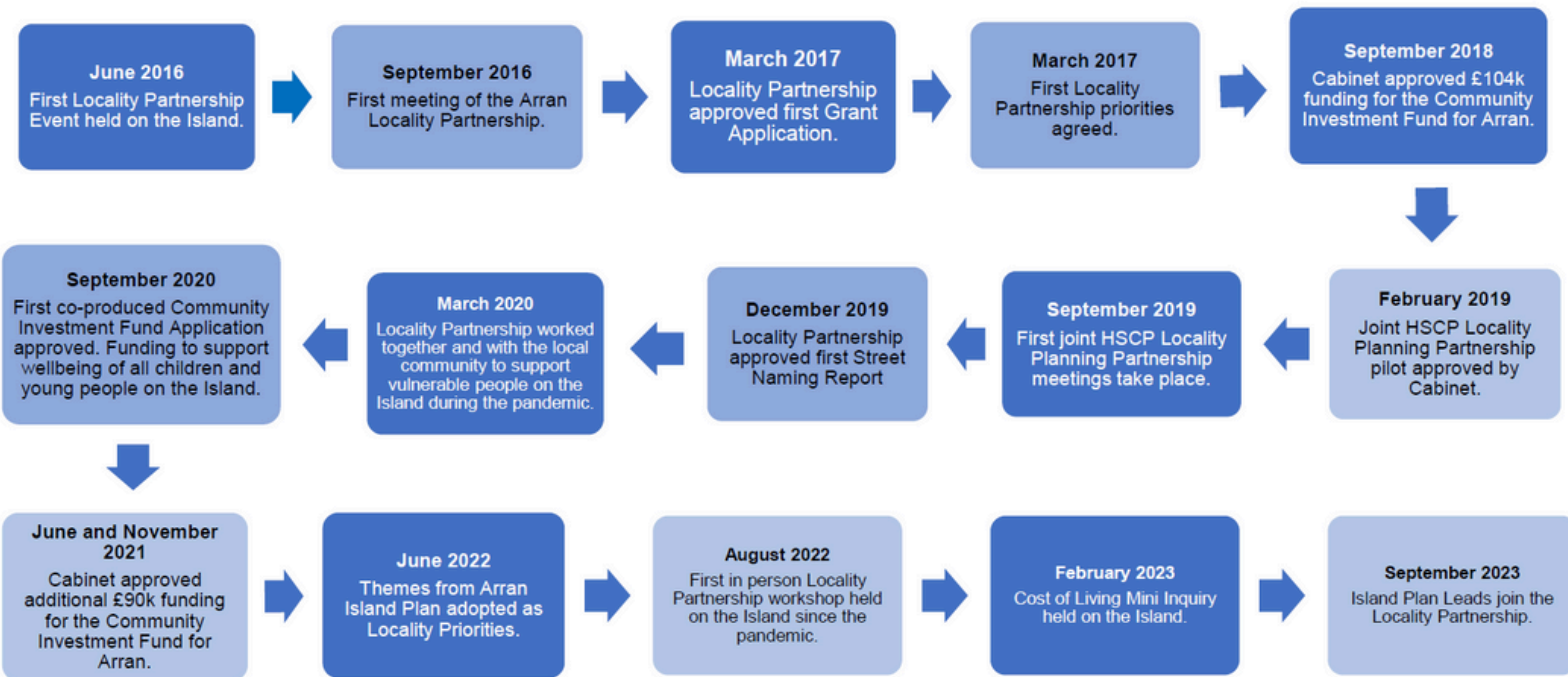 June 2016
First Locality Partnership
Event held on the Island.
September 2016
First meeting of the Arran
Locality Partnership.
March 2017
Locality Partnership
approved first Grant
Application.
March 2017
First Locality
Partnership priorities
agreed.
September 2018
Cabinet approved £104k
funding for the Community
Investment Fund for Arran.
February 2019
Joint HSCP Locality
Planning Partnership
pilot approved by
Cabinet.
September 2019
First joint HSCP Locality
Planning Partnership
meetings take place.
December 2019
Locality Partnership
approved first Street
Naming Report
March 2020
Locality Partnership worked
together and with the local
community to support
vulnerable people on the
Island during the pandemic.
September 2020
First co-produced Community
Investment Fund Application
approved. Funding to support
wellbeing of all children and
young people on the Island.
June and November
2021
Cabinet approved
additional £90k funding
for the Community
Investment Fund for
Arran.
June 2022
Themes from Arran
Island Plan adopted as
Locality Priorities.
August 2022
First in person Locality
Partnership workshop held
on the Island since the
pandemic.
February 2023
Cost of Living Mini Inquiry
held on the Island.
September 2023
Island Plan Leads join the
Locality Partnership.